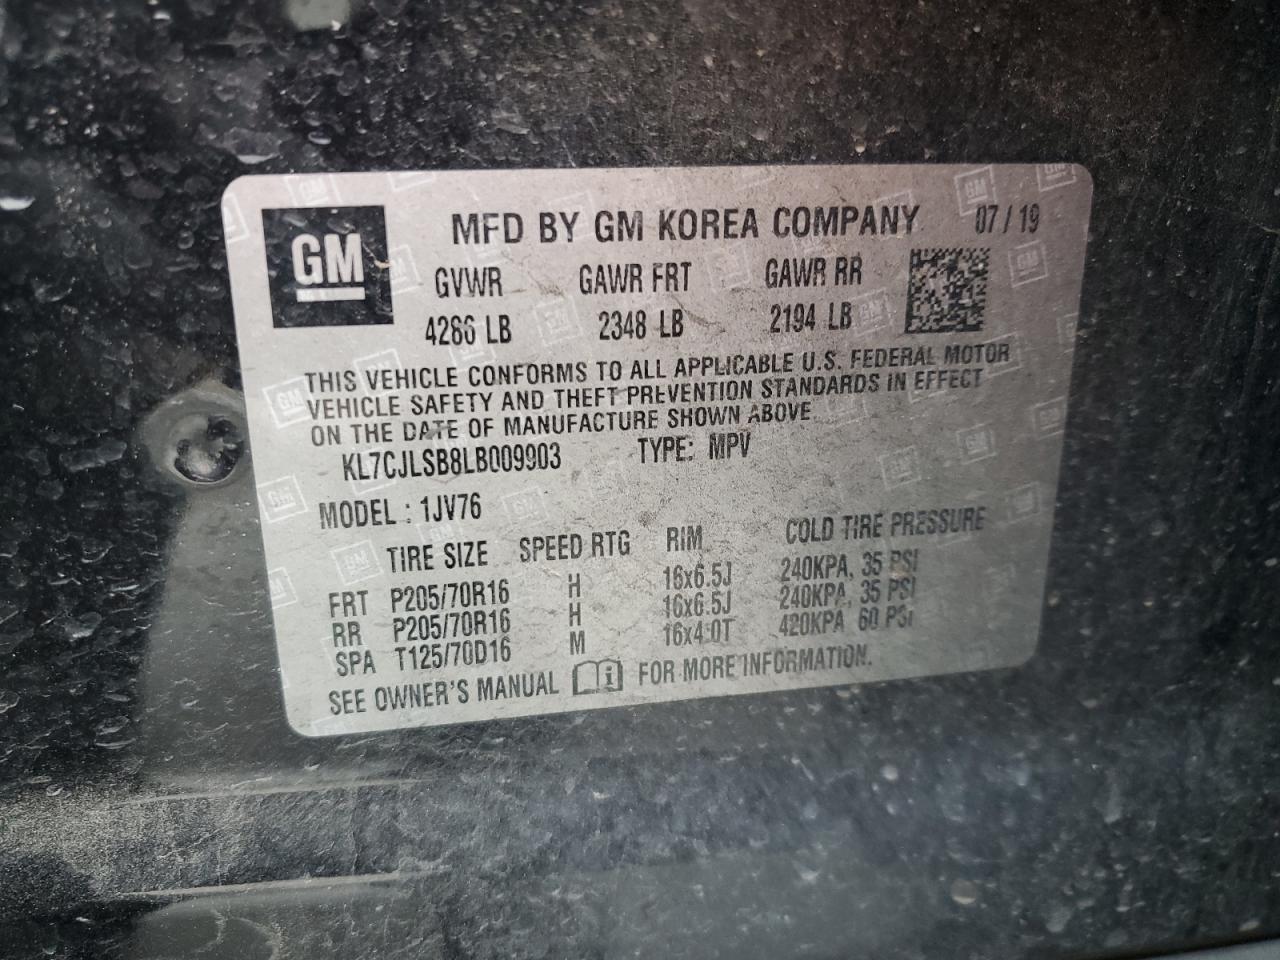 GM
MFD BY GM KOREA COMPANY 07/19
GVWR GAWR FRT GAWR RR
4266 LB 2348 LB 2194 LB
THIS VEHICLE CONFORMS TO ALL APPLICABLE U.S. FEDERAL MOTOR
VEHICLE SAFETY AND THEFT PREVENTION STANDARDS IN EFFECT
ON THE DATE OF MANUFACTURE SHOWN ABOVE
KL7CJLSB8LB009903 TYPE: MPV
MODEL : 1JV76
TIRE SIZE SPEED RTG RIM COLD TIRE PRESSURE
FRT P205/70R16 H 16x6.5J 240KPA, 35 PSI
RR P205/70R16 H 16x6.5J 240KPA, 35 PSI
SPA T125/70D16 M 16x4.0T 420KPA, 60 PSI
SEE OWNER'S MANUAL i FOR MORE INFORMATION.